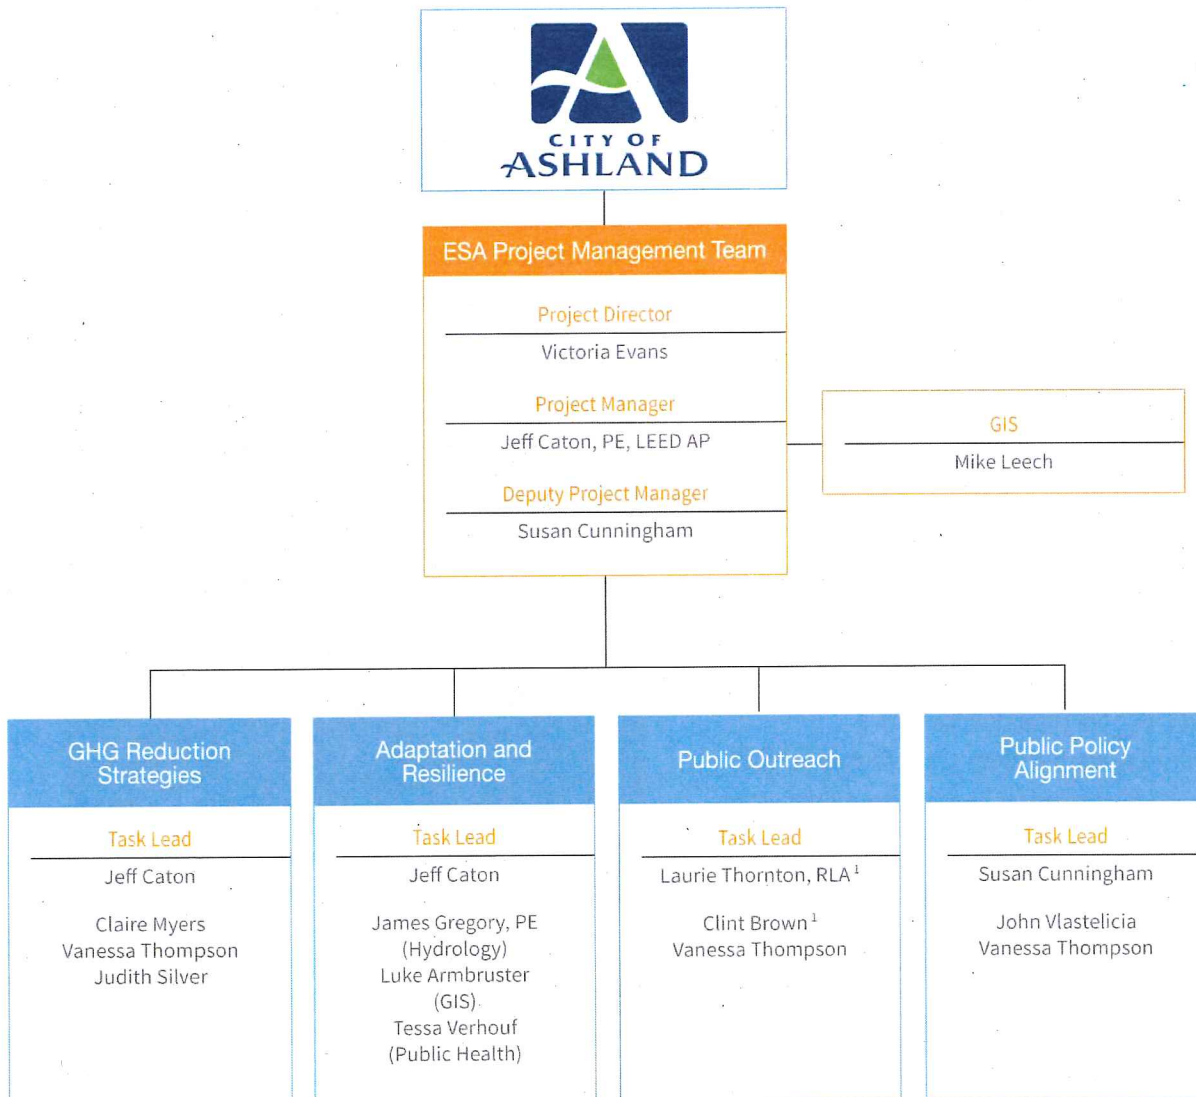 CITY OF
ASHLAND
ESA Project Management Team
Project Director
Victoria Evans
Project Manager
Jeff Caton, PE, LEED AP
Deputy Project Manager
Susan Cunningham
GIS
Mike Leech
GHG Reduction
Strategies
Task Lead
Jeff Caton
Claire Myers
Vanessa Thompson
Judith Silver
Adaptation and
Resilience
Task Lead
Jeff Caton
James Gregory, PE
(Hydrology)
Luke Armbruster
(GIS)
Tessa Verhouf
(Public Health)
Public Outreach
Task Lead
Laurie Thornton, RLA¹
Clint Brown¹
Vanessa Thompson
Public Policy
Alignment
Task Lead
Susan Cunningham
John Vlastelicia
Vanessa Thompson